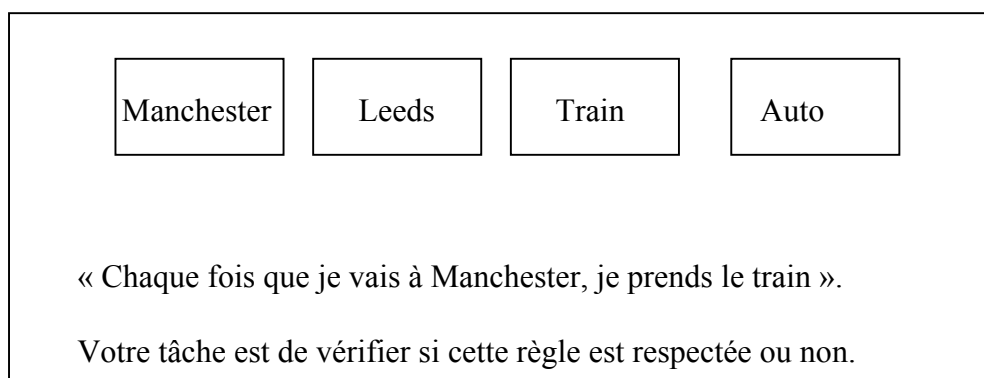 Manchester Leeds Train Auto
« Chaque fois que je vais à Manchester, je prends le train ».
Votre tâche est de vérifier si cette règle est respectée ou non.